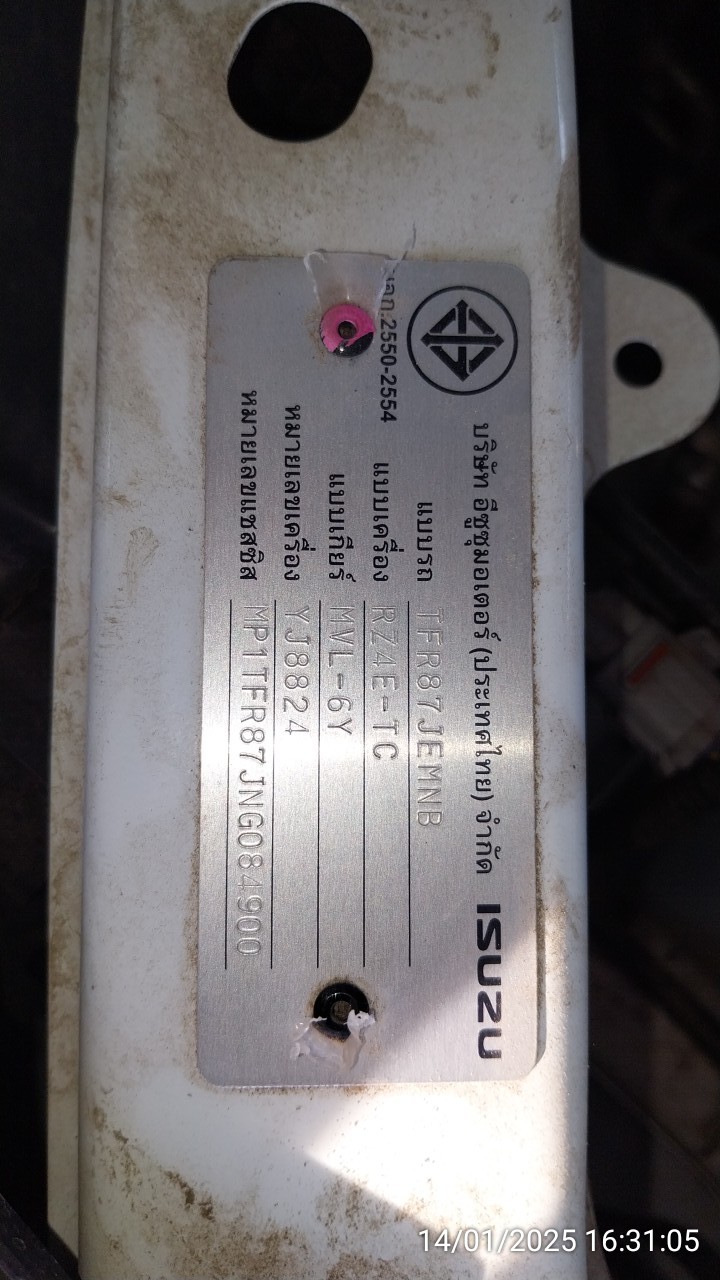 บริษัท อีซูซุมอเตอร์ (ประเทศไทย) จำกัด ISUZU
มอก.2550-2554
แบบรถ TFR87JEMNB
แบบเครื่อง RZ4E-TC
แบบเกียร์ MVL-6Y
หมายเลขเครื่อง YJ8824
หมายเลขแชสซิส MP1TFR87JNG084900
14/01/2025 16:31:05